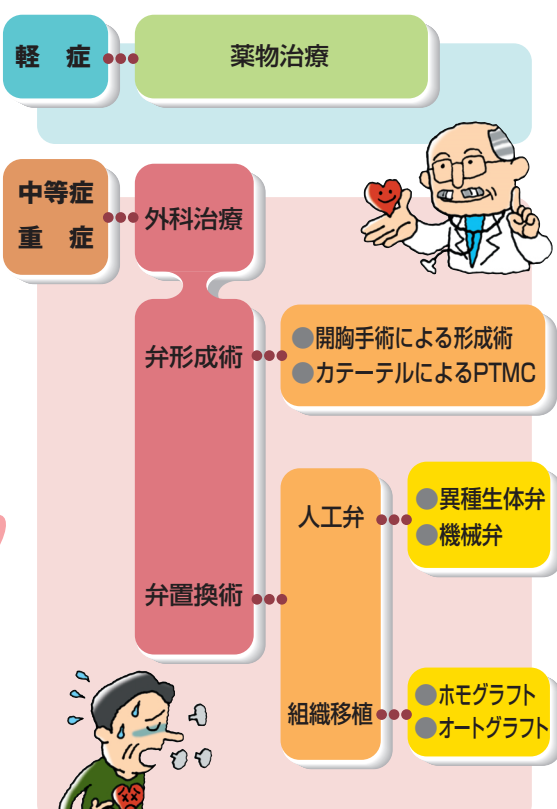 軽 症
薬物治療
中等症
重 症
外科治療
弁形成術
●開胸手術による形成術
●カテーテルによるPTMC
人工弁
●異種生体弁
●機械弁
弁置換術
組織移植
●ホモグラフト
●オートグラフト